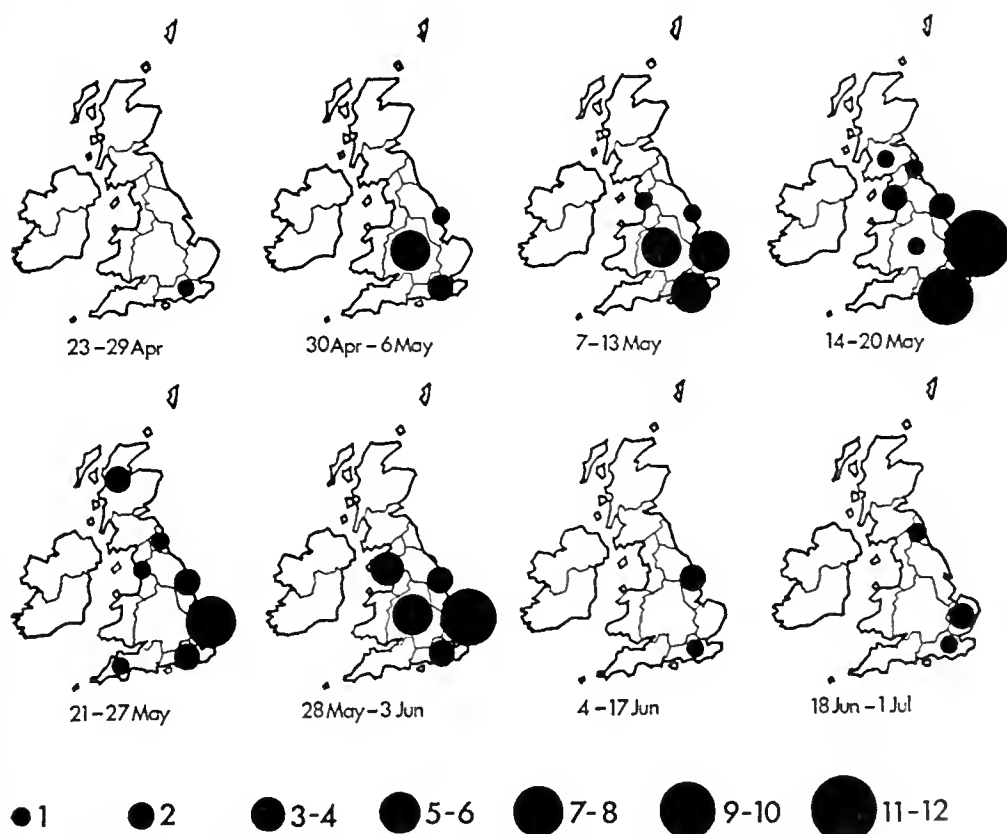 23-29 Apr
30 Apr-6 May
7-13 May
14-20 May
21-27 May
28 May-3 Jun
4-17 Jun
18 Jun-1 Jul
1 2 3-4 5-6 7-8 9-10 11-12